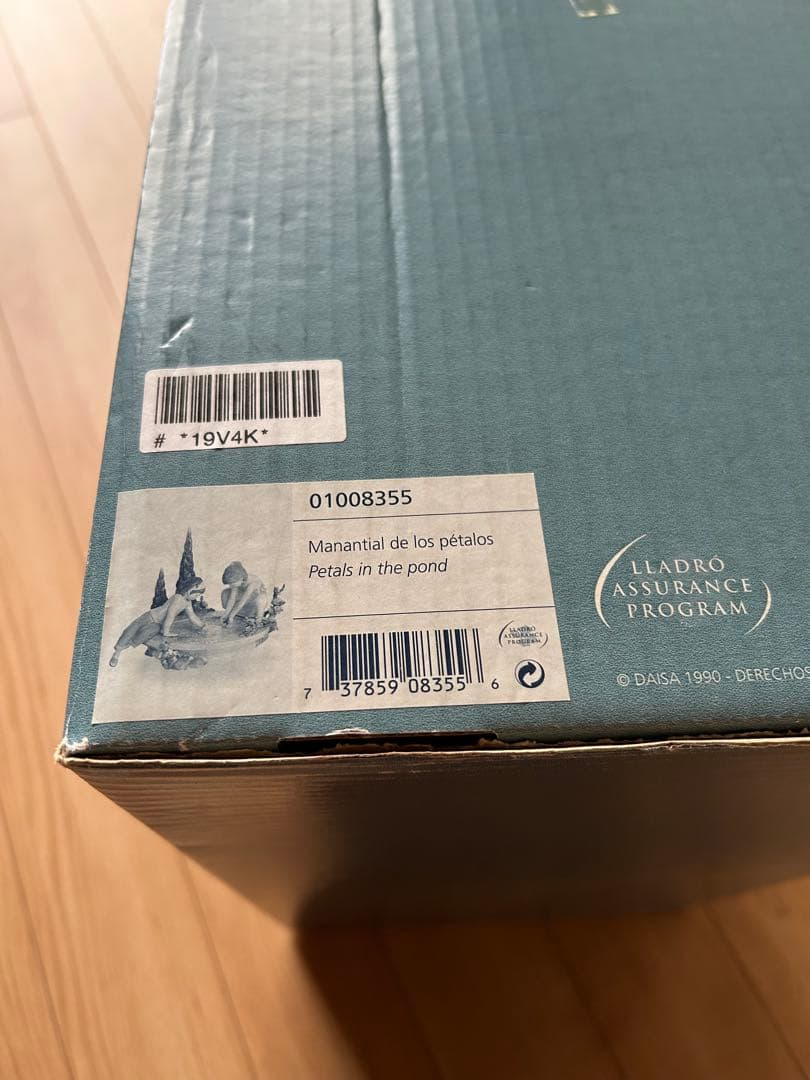 # *19V4K*
01008355
Manantial de los pétalos
Petals in the pond
LLADRÓ
ASSURANCE
PROGRAM
7 37859 08355 6
LLADRÓ
ASSURANCE
PROGRAM
© DAISA 1990 - DERECHOS